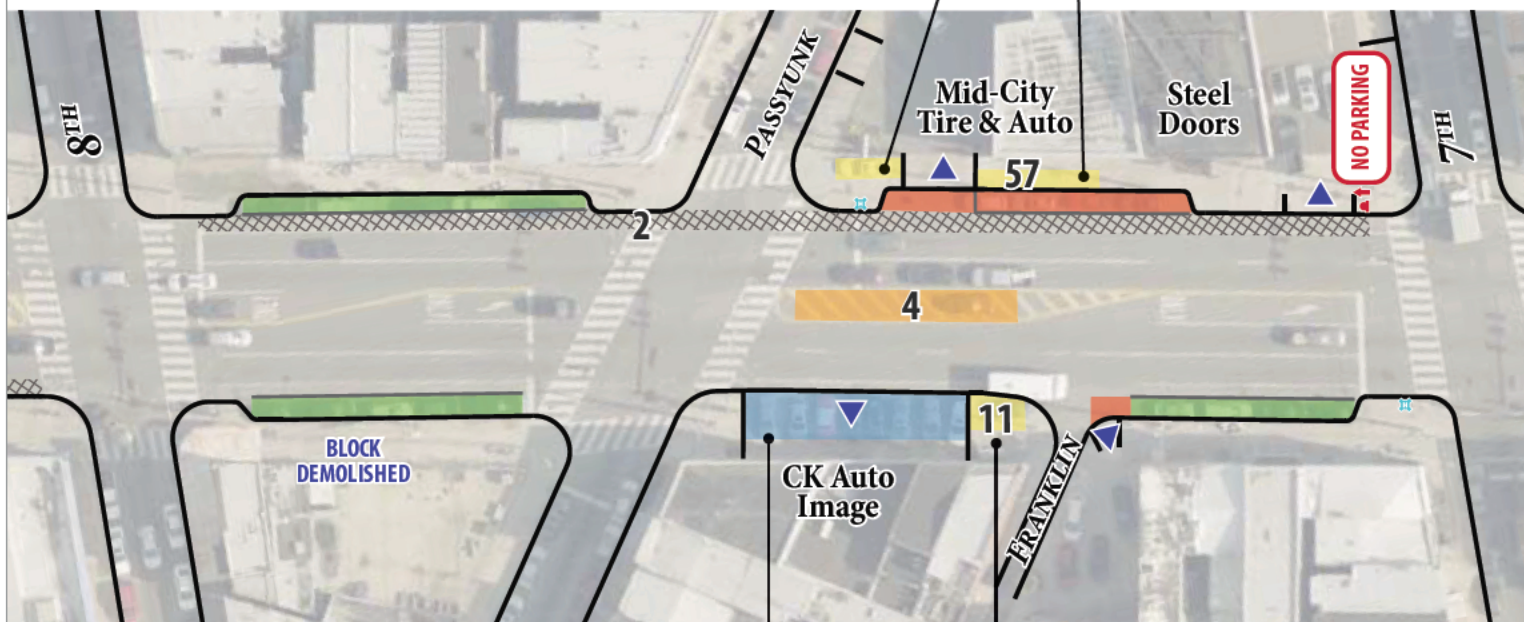 8TH
PASSYUNK
Mid-City
Tire & Auto
Steel
Doors
NO PARKING
7TH
57
2
4
11
BLOCK
DEMOLISHED
CK Auto
Image
FRANKLIN